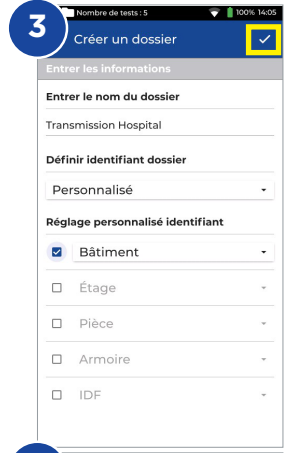 3
Nombre de tests : 5
100% 14:05
Créer un dossier
Entrer les informations
Entrer le nom du dossier
Transmission Hospital
Définir identifiant dossier
Personnalisé
Réglage personnalisé identifiant
Bâtiment
Étage
Pièce
Armoire
IDF